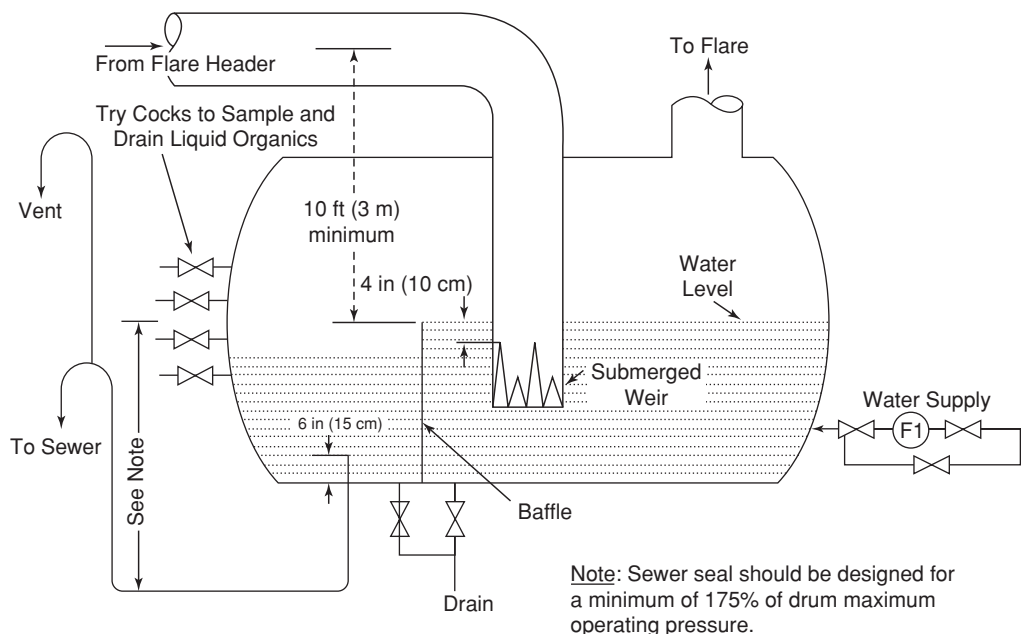 From Flare Header
To Flare
Try Cocks to Sample and
Drain Liquid Organics
Vent
10 ft (3 m)
minimum
4 in (10 cm)
Water
Level
Submerged
Weir
Water Supply
F1
To Sewer
See Note
6 in (15 cm)
Baffle
Drain
Note: Sewer seal should be designed for
a minimum of 175% of drum maximum
operating pressure.